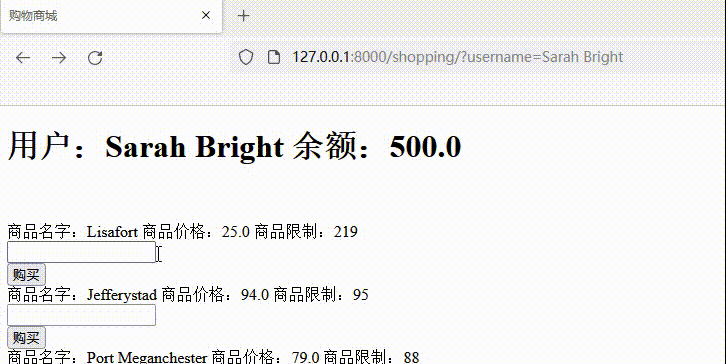 购物商城
127.0.0.1:8000/shopping/?username=Sarah Bright
用户：Sarah Bright 余额：500.0
商品名字：Lisafort 商品价格：25.0 商品限制：219
购买
商品名字：Jefferystad 商品价格：94.0 商品限制：95
购买
商品名字：Port Meganchester 商品价格：79.0 商品限制：88